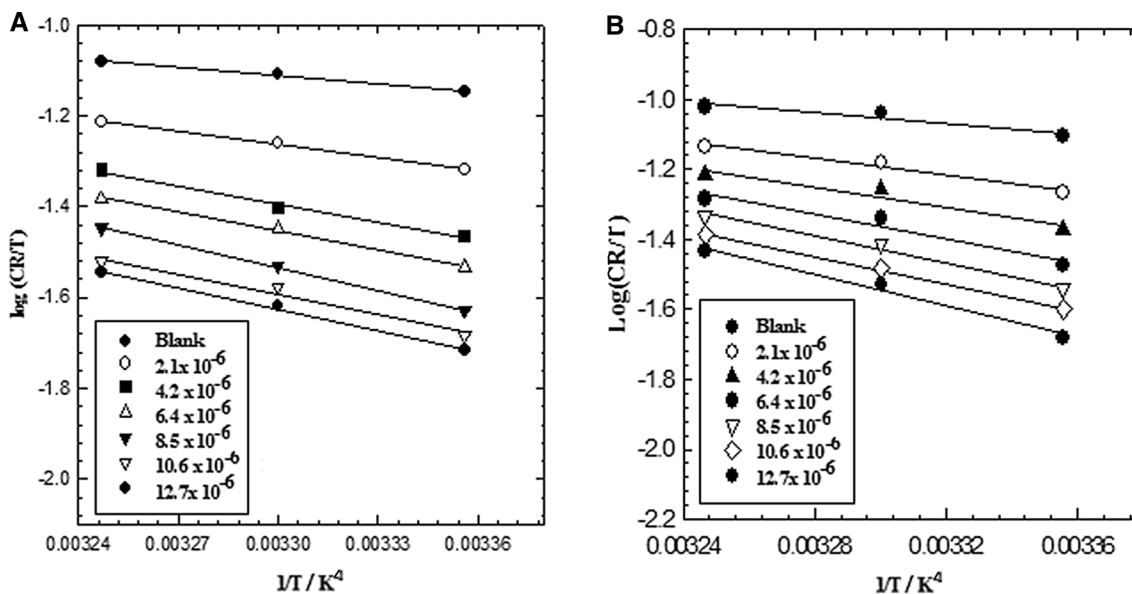 A
-1.0
-1.2
-1.4
-1.6
-1.8
-2.0
log (CR/T)
Blank
2.1x 10-6
4.2 x 10-6
6.4 x 10-6
8.5 x 10-6
10.6 x 10-6
12.7x 10-6
0.00324 0.00327 0.00330 0.00333 0.00336
1/T / K-1
B
-0.8
-1.0
-1.2
-1.4
-1.6
-1.8
-2.0
-2.2
Log(CR/T)
Blank
2.1x 10-6
4.2 x 10-6
6.4 x 10-6
8.5 x 10-6
10.6 x 10-6
12.7x 10-6
0.00324 0.00328 0.00332 0.00336
1/T / K-1